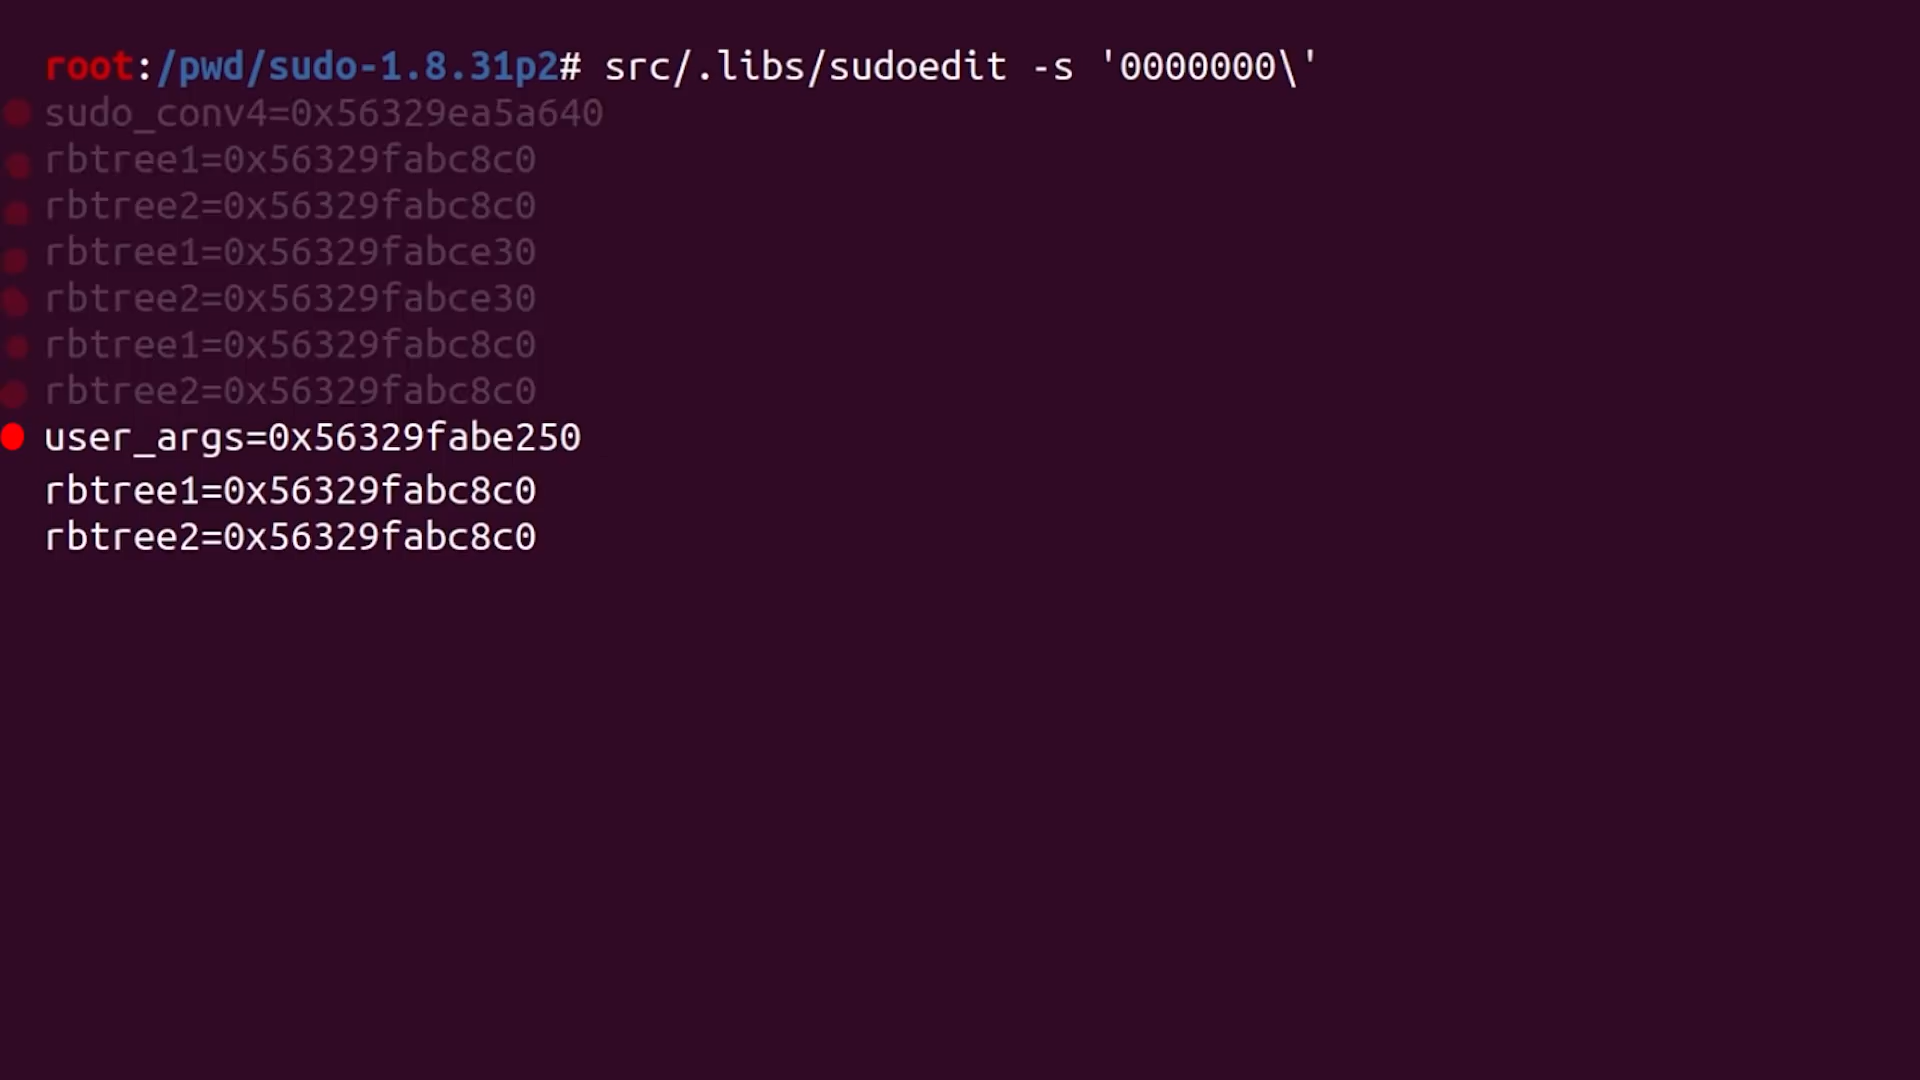 root:/pwd/sudo-1.8.31p2# src/.libs/sudoedit -s '0000000\'
sudo_conv4=0x56329ea5a640
rbtree1=0x56329fabc8c0
rbtree2=0x56329fabc8c0
rbtree1=0x56329fabce30
rbtree2=0x56329fabce30
rbtree1=0x56329fabc8c0
rbtree2=0x56329fabc8c0
user_args=0x56329fabe250
rbtree1=0x56329fabc8c0
rbtree2=0x56329fabc8c0